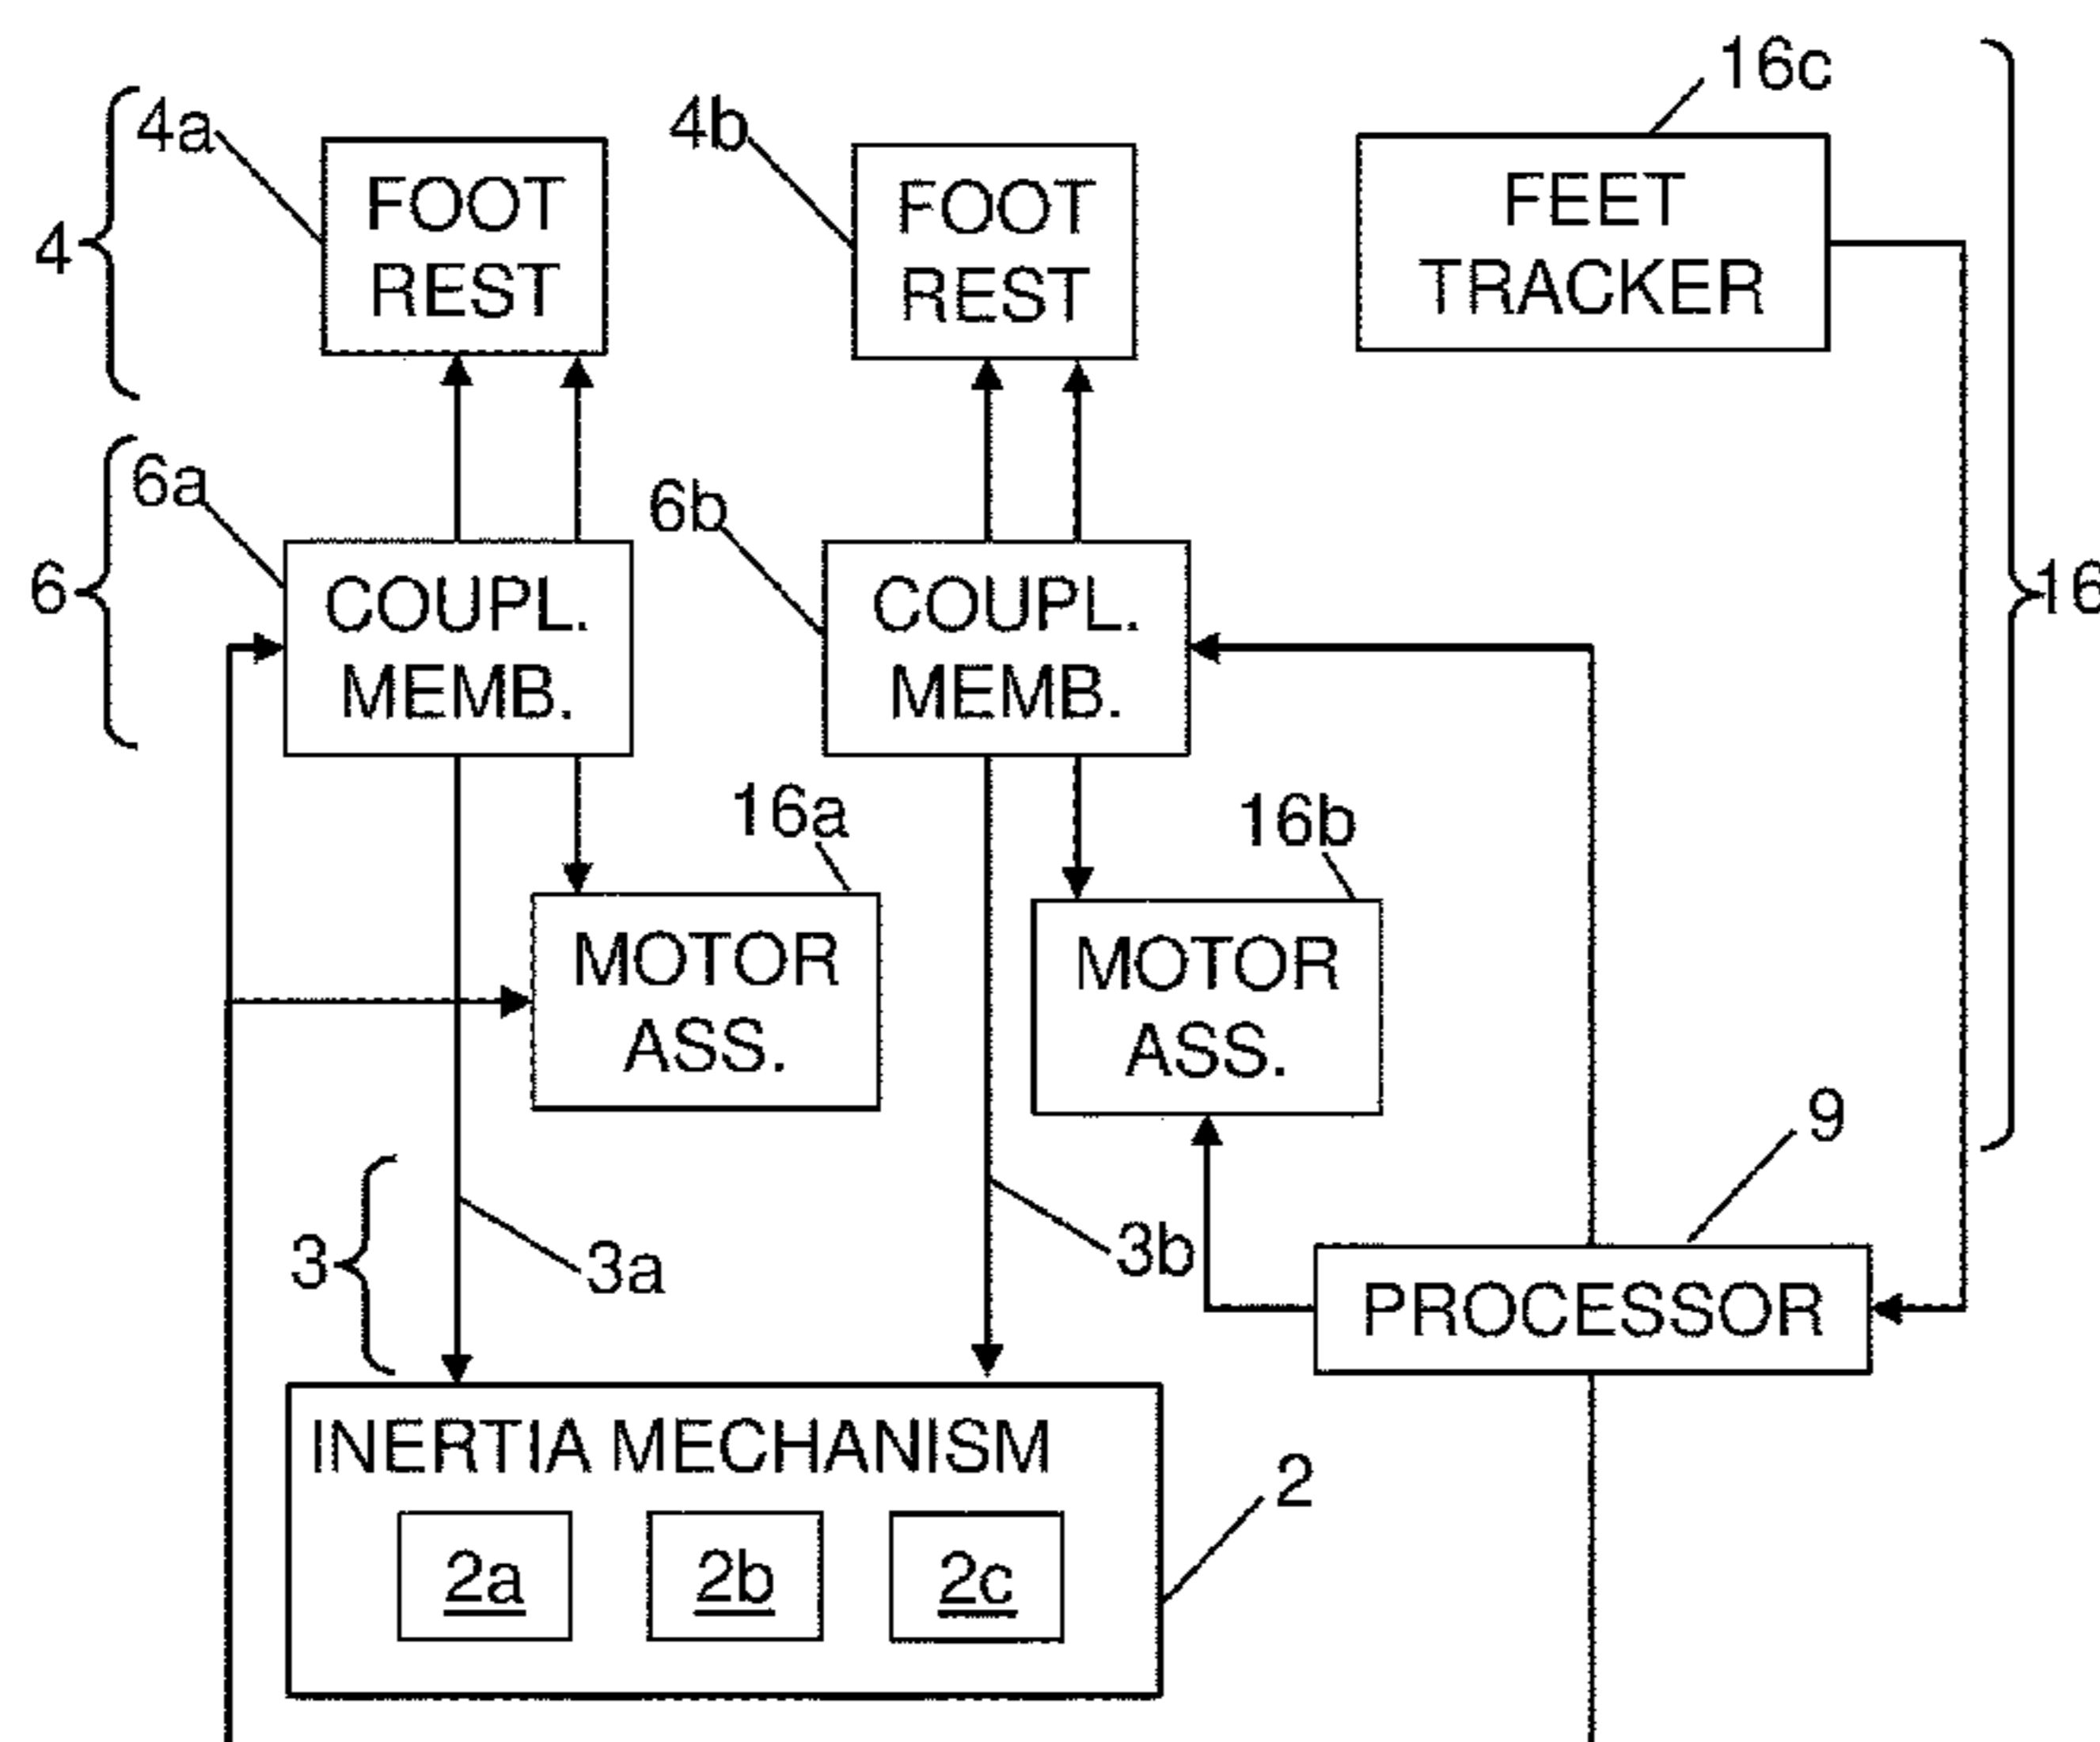 16c
4a
4b
FOOT
REST
FOOT
REST
FEET
TRACKER
4
6a
6b
6
COUPL.
MEMB.
COUPL.
MEMB.
16
16a
16b
MOTOR
ASS.
MOTOR
ASS.
9
3
3a
3b
PROCESSOR
INERTIA MECHANISM
2
2a
2b
2c